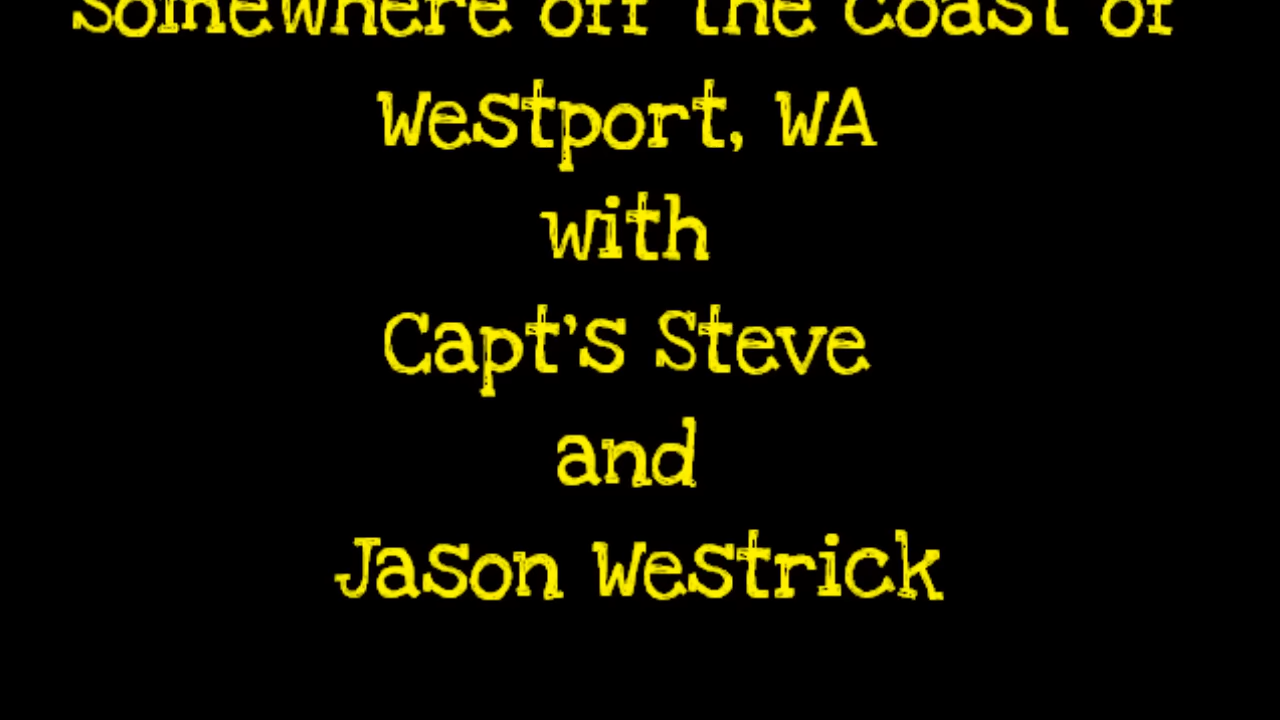 Somewhere off the Coast of
Westport, WA
with
Capt's Steve
and
Jason Westrick